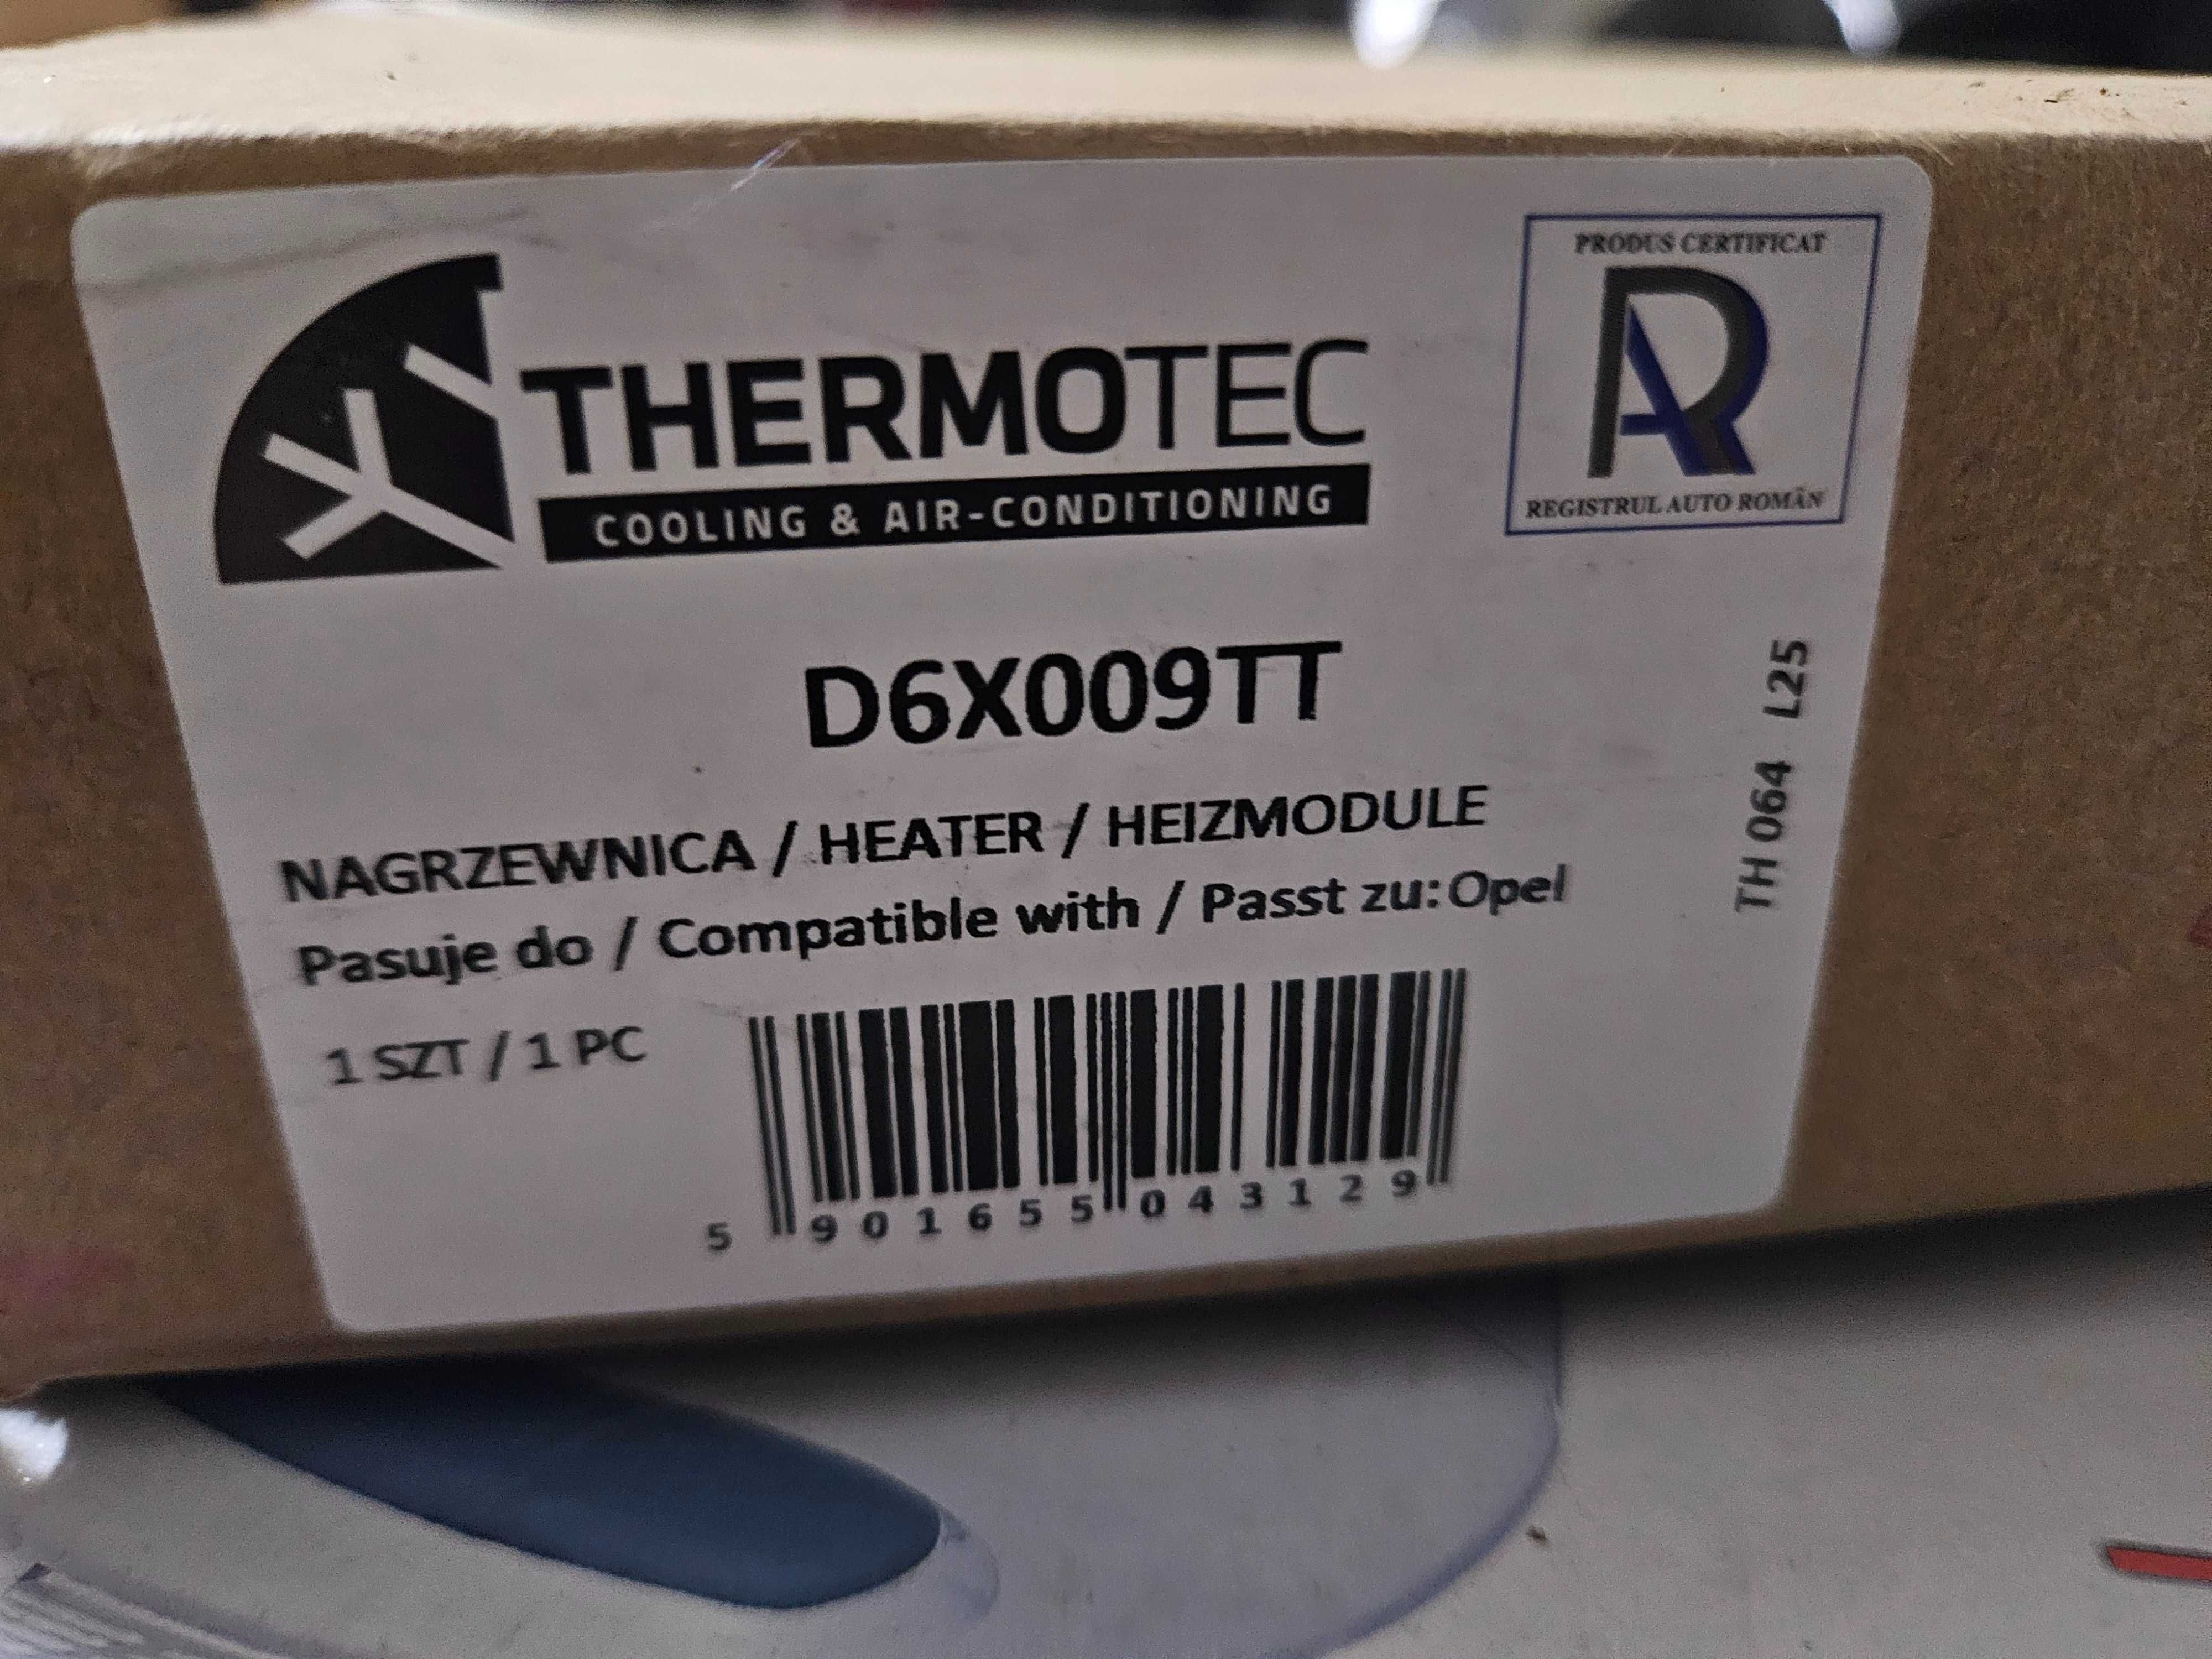 PRODUS CERTIFICAT
AR
REGISTRUL AUTO ROMÂN
THERMOTEC
COOLING & AIR-CONDITIONING
D6X009TT
NAGRZEWNICA / HEATER / HEIZMODULE
Pasuje do / Compatible with / Passt zu: Opel
1 SZT / 1 PC
5 901655 043129
TH 064 L25